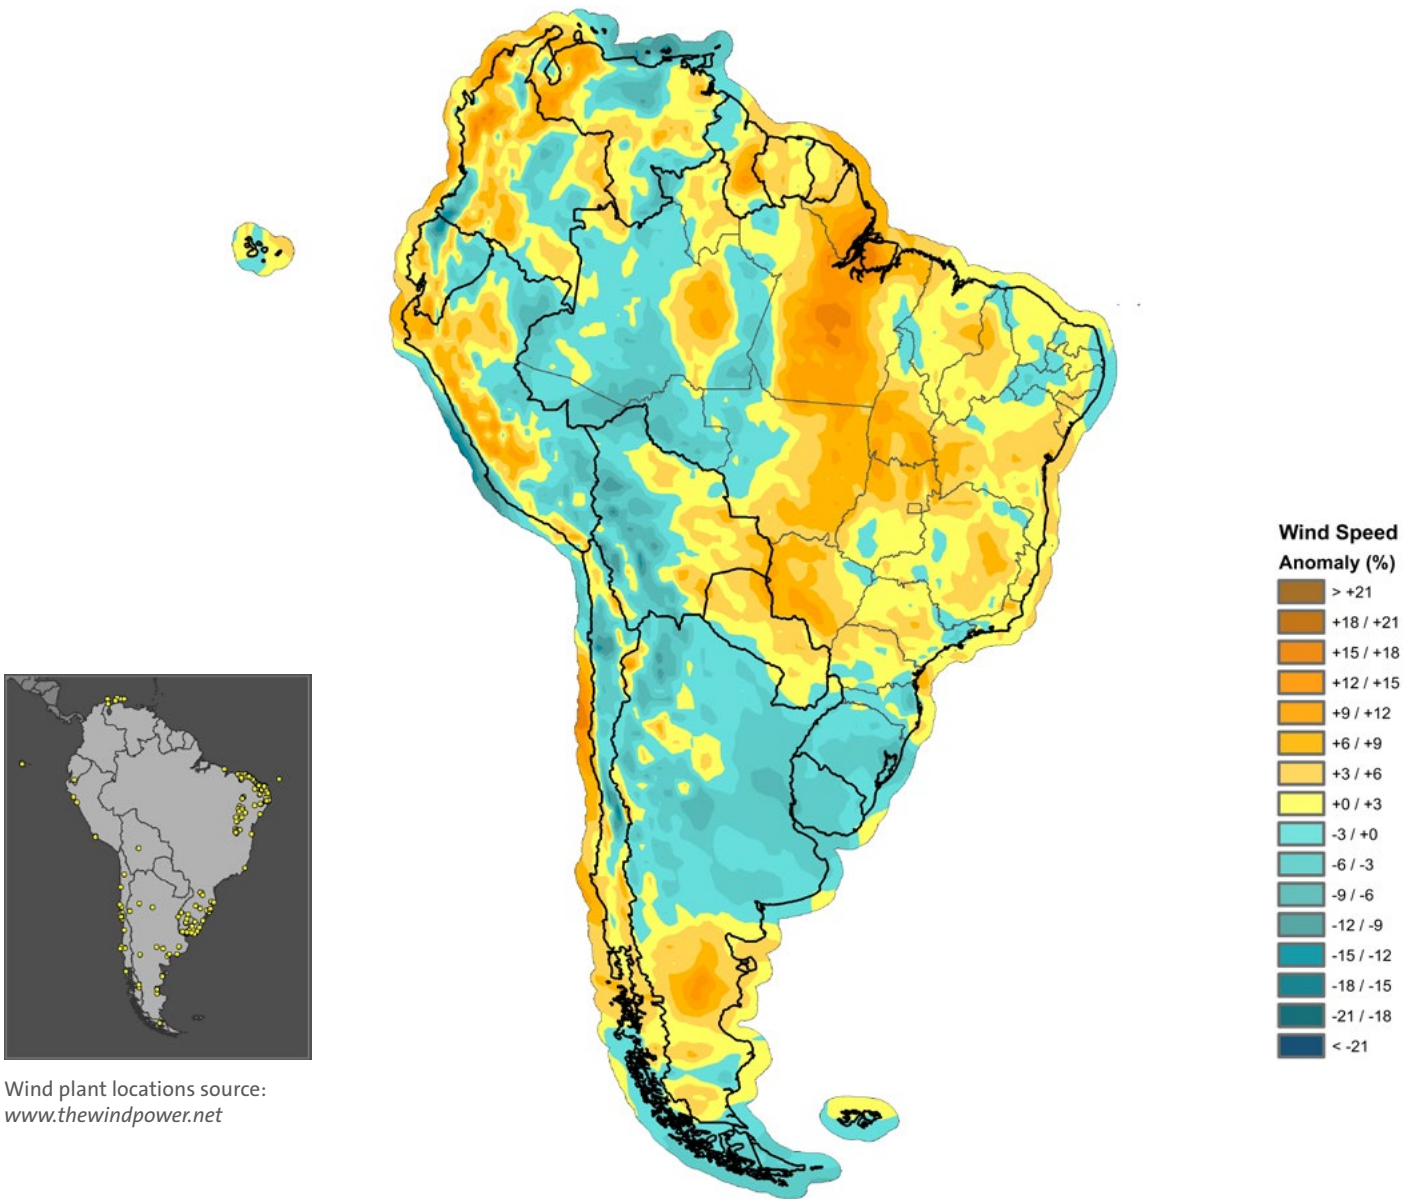 Wind Speed
Anomaly (%)
> +21
+18 / +21
+15 / +18
+12 / +15
+9 / +12
+6 / +9
+3 / +6
+0 / +3
-3 / +0
-6 / -3
-9 / -6
-12 / -9
-15 / -12
-18 / -15
-21 / -18
< -21
Wind plant locations source:
www.thewindpower.net